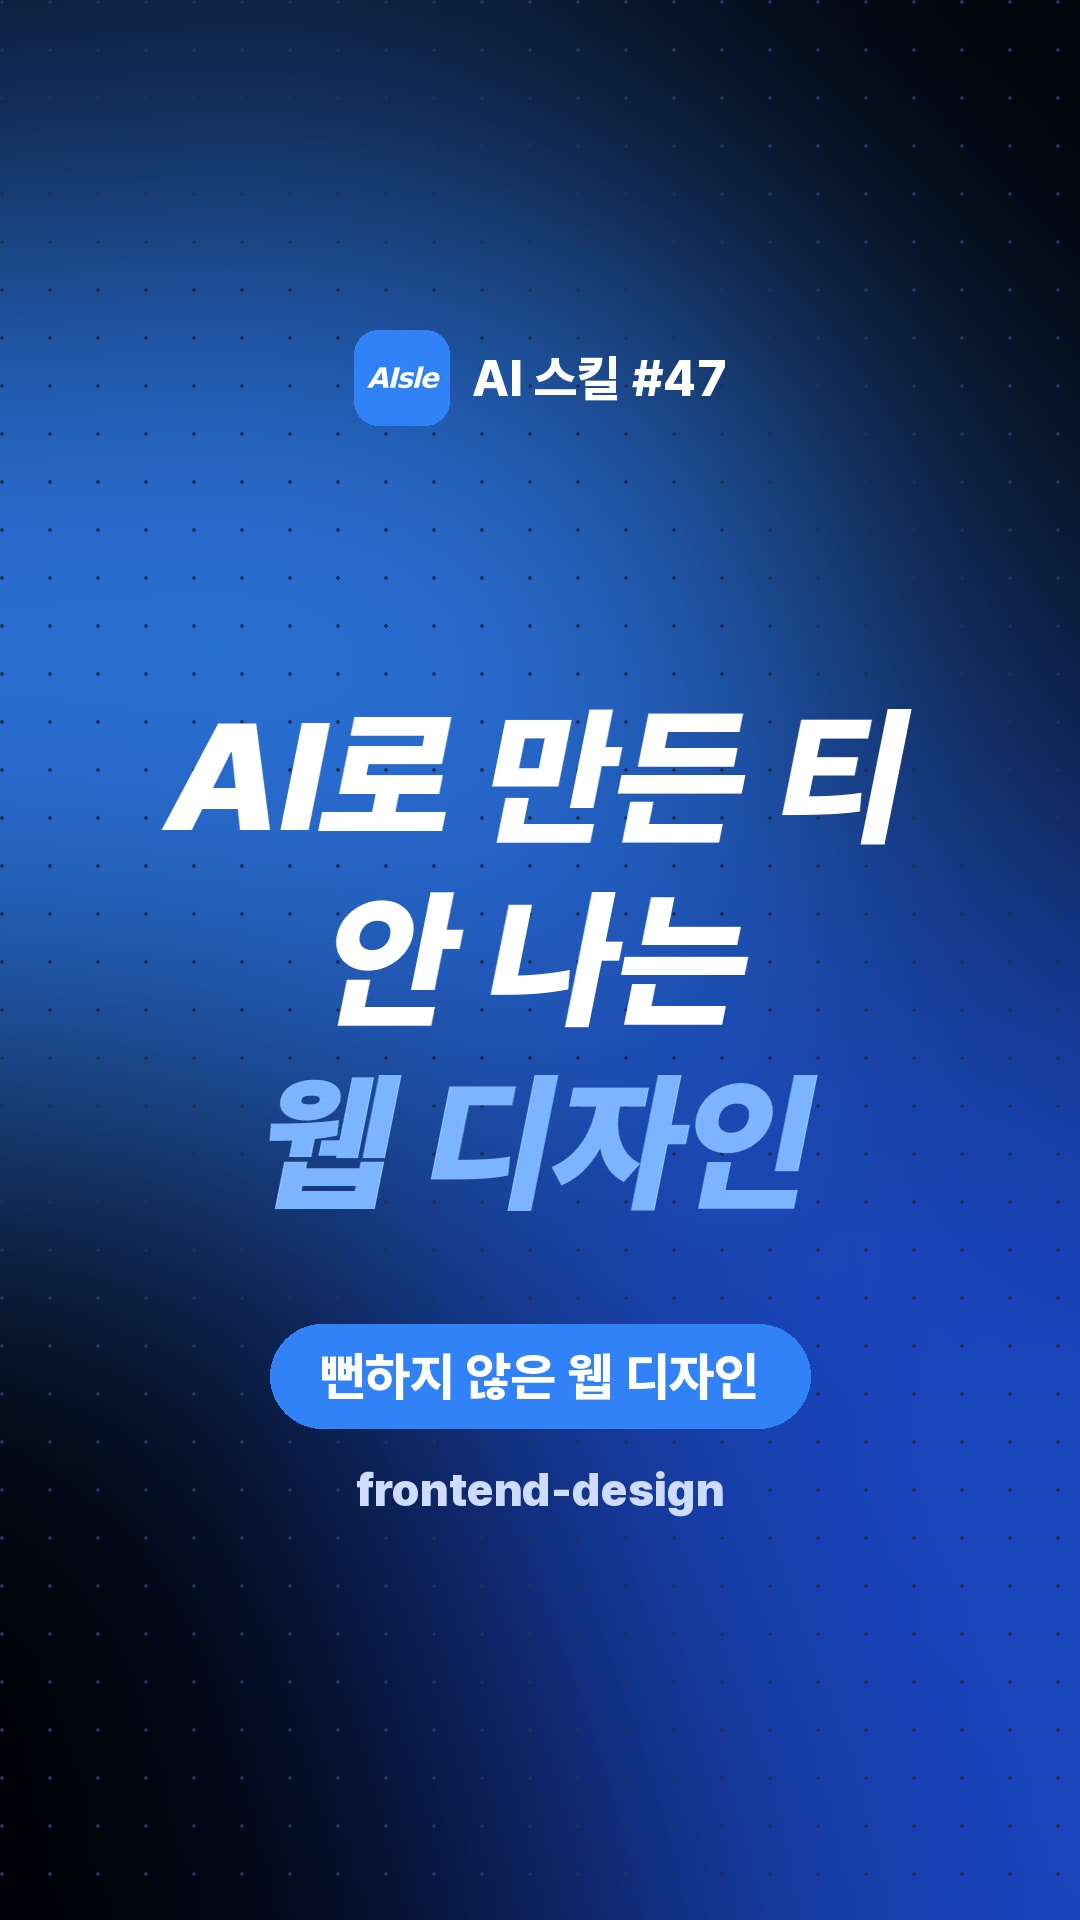 AIsle
AI 스킬 #47
AI로 만든 티
안 나는
웹 디자인
뻔하지 않은 웹 디자인
frontend-design